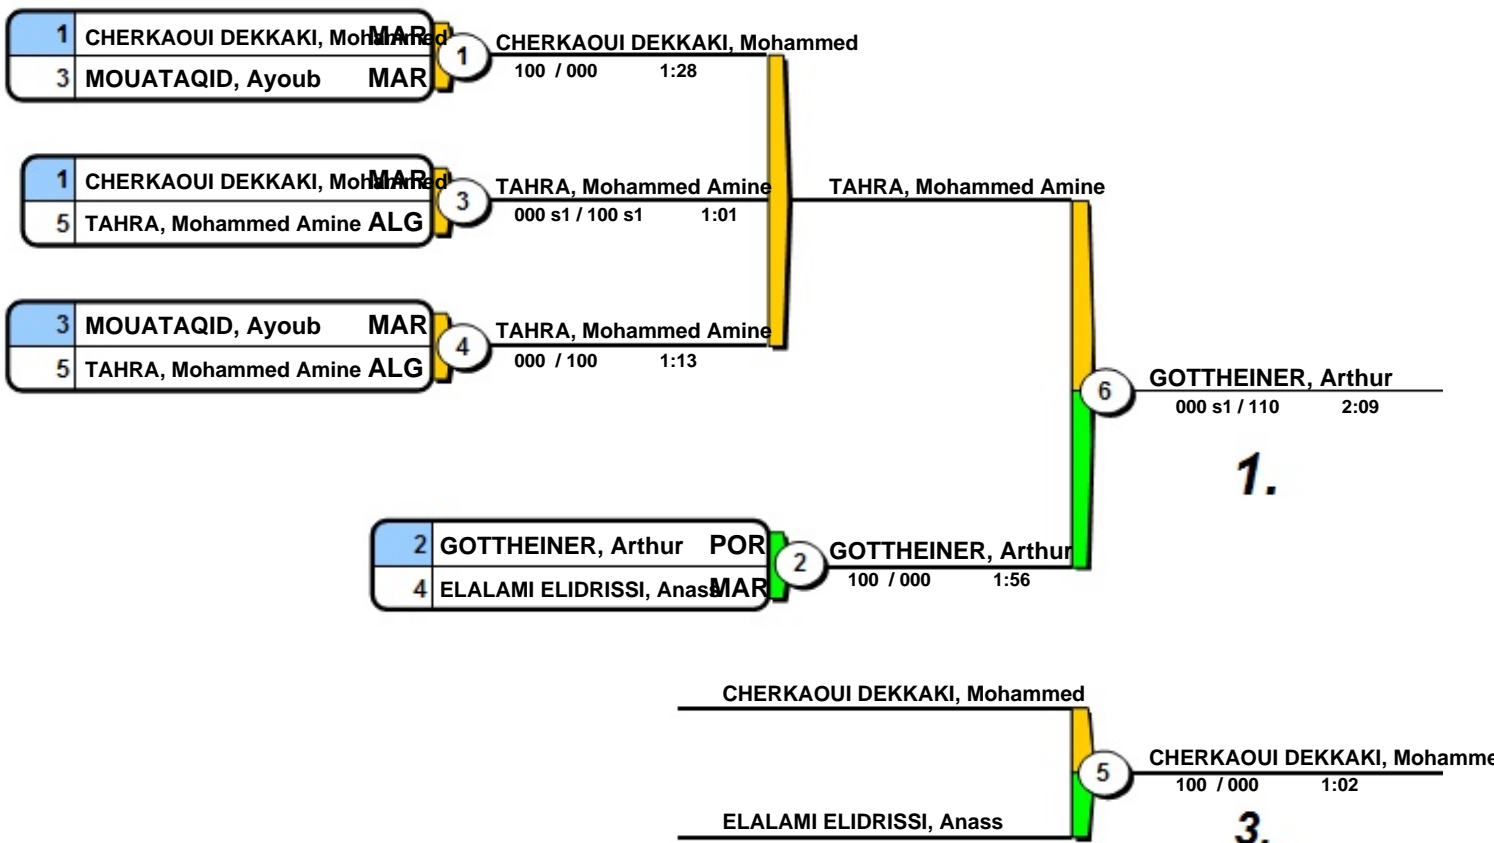 1 CHERKAOUI DEKKAKI, Mohammed MAR
3 MOUATAQID, Ayoub MAR
1 CHERKAOUI DEKKAKI, Mohammed
100 / 000 1:28
1 CHERKAOUI DEKKAKI, Mohammed MAR
5 TAHRA, Mohammed Amine ALG
3 TAHRA, Mohammed Amine
000 s1 / 100 s1 1:01
TAHRA, Mohammed Amine
3 MOUATAQID, Ayoub MAR
5 TAHRA, Mohammed Amine ALG
4 TAHRA, Mohammed Amine
000 / 100 1:13
6 GOTTHEINER, Arthur
000 s1 / 110 2:09
1.
2 GOTTHEINER, Arthur POR
4 ELALAMI ELIDRISSI, Anass MAR
2 GOTTHEINER, Arthur
100 / 000 1:56
CHERKAOUI DEKKAKI, Mohammed
5 CHERKAOUI DEKKAKI, Mohamme
100 / 000 1:02
ELALAMI ELIDRISSI, Anass
3.